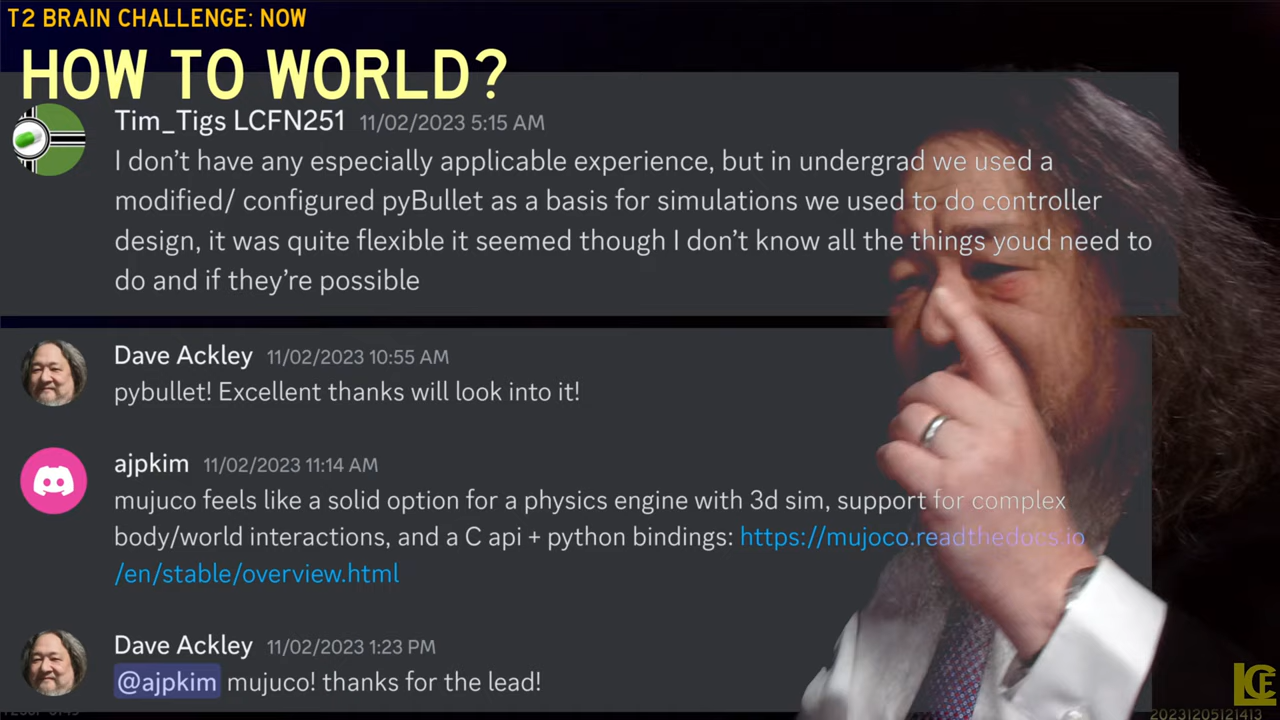 T2 BRAIN CHALLENGE: NOW
HOW TO WORLD?
Tim_Tigs LCFN251 11/02/2023 5:15 AM
I don't have any especially applicable experience, but in undergrad we used a
modified/ configured pyBullet as a basis for simulations we used to do controller
design, it was quite flexible it seemed though I don't know all the things youd need to
do and if they're possible
Dave Ackley 11/02/2023 10:55 AM
pybullet! Excellent thanks will look into it!
ajpkim 11/02/2023 11:14 AM
mujuco feels like a solid option for a physics engine with 3d sim, support for complex
body/world interactions, and a C api + python bindings: https://mujoco.readthedocs.io
/en/stable/overview.html
Dave Ackley 11/02/2023 1:23 PM
@ajpkim mujuco! thanks for the lead!
20231205121413